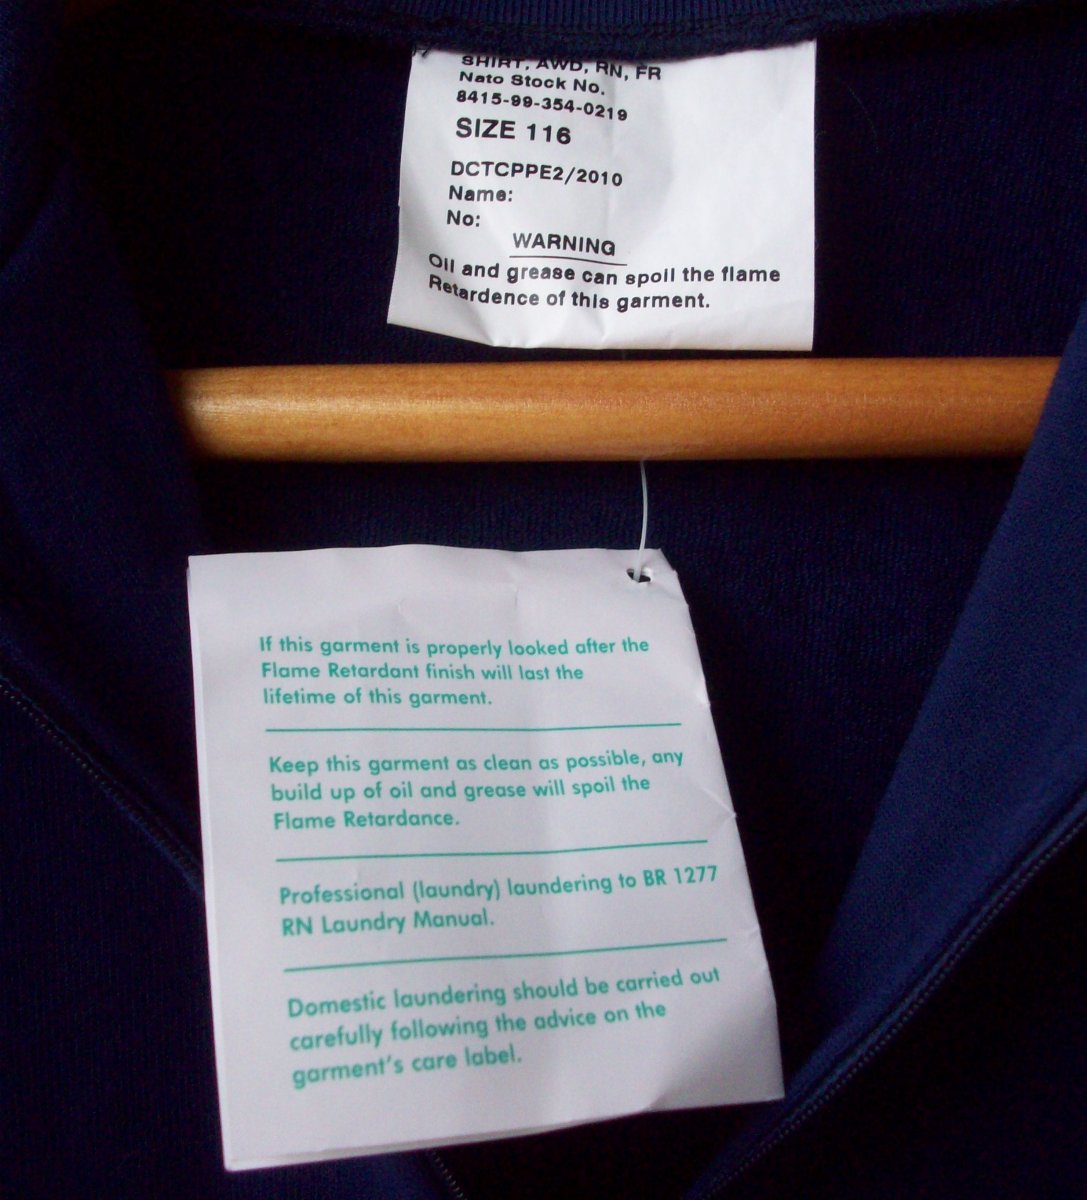 SHIRT, AWD, RN, FR
Nato Stock No.
8415-99-354-0219
SIZE 116
DCTCPPE2/2010
Name:
No:
WARNING
Oil and grease can spoil the flame
Retardence of this garment.
If this garment is properly looked after the
Flame Retardant finish will last the
lifetime of this garment.
Keep this garment as clean as possible, any
build up of oil and grease will spoil the
Flame Retardance.
Professional (laundry) laundering to BR 1277
RN Laundry Manual.
Domestic laundering should be carried out
carefully following the advice on the
garment's care label.